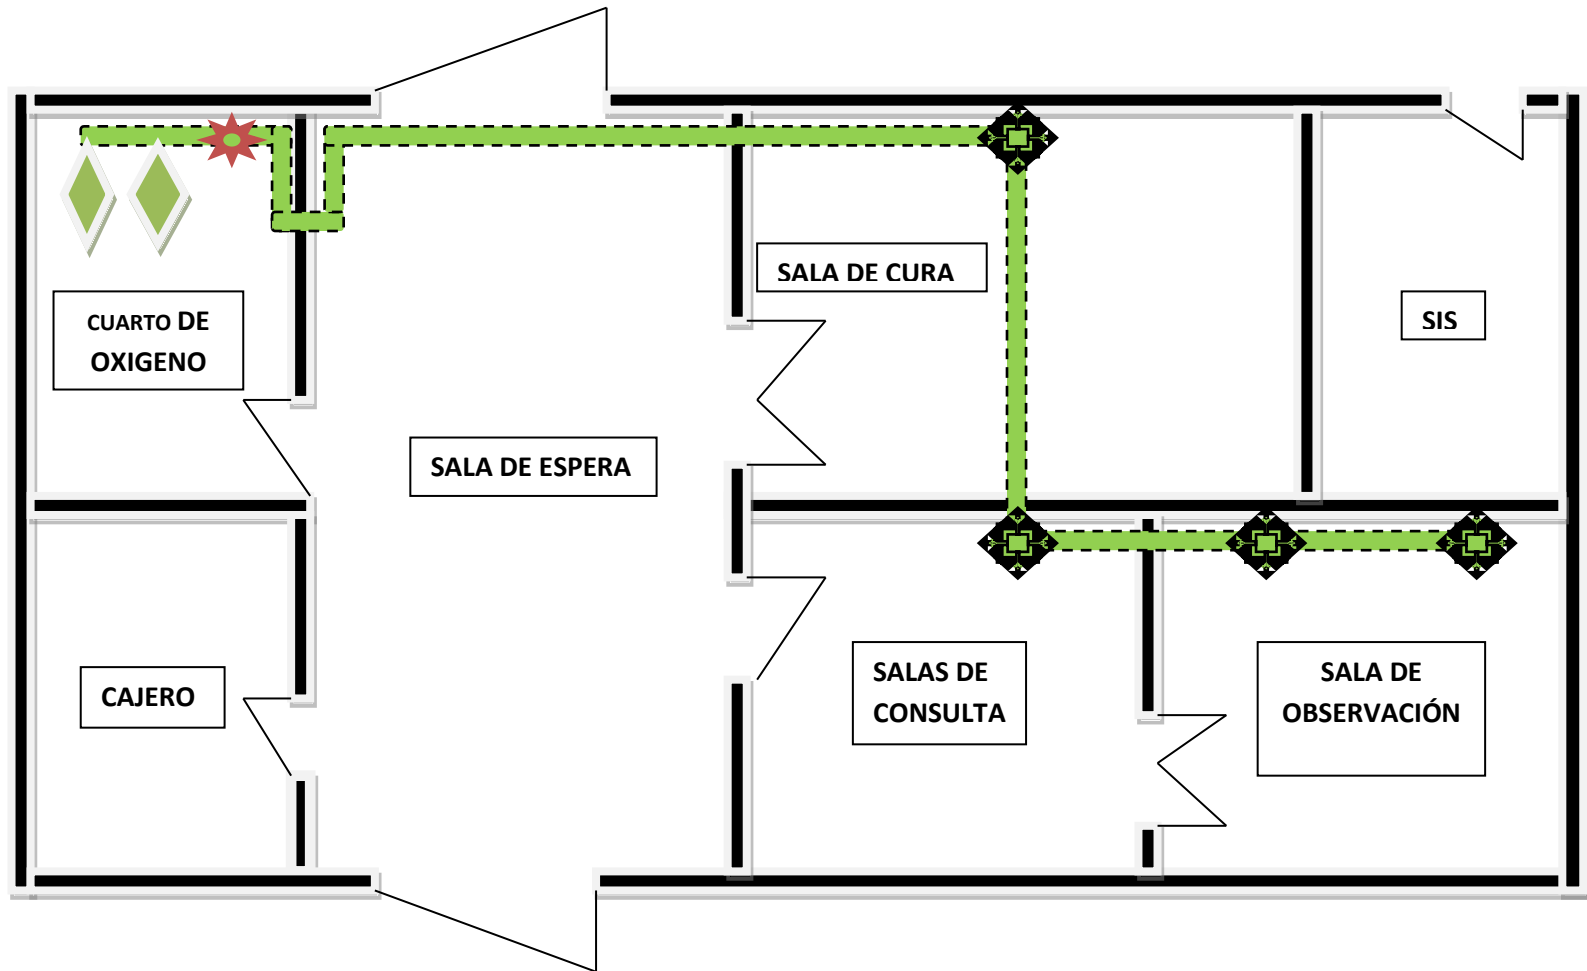 SALA DE CURA
CUARTO DE
OXIGENO
SIS
SALA DE ESPERA
CAJERO
SALAS DE
CONSULTA
SALA DE
OBSERVACIÓN